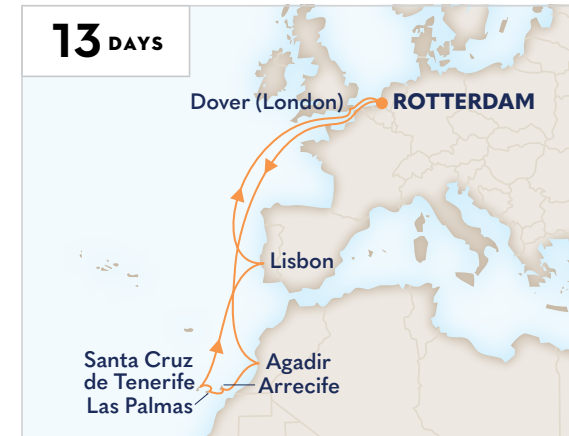 13 DAYS
Dover (London)
ROTTERDAM
Lisbon
Santa Cruz
de Tenerife
Las Palmas
Agadir
Arrecife